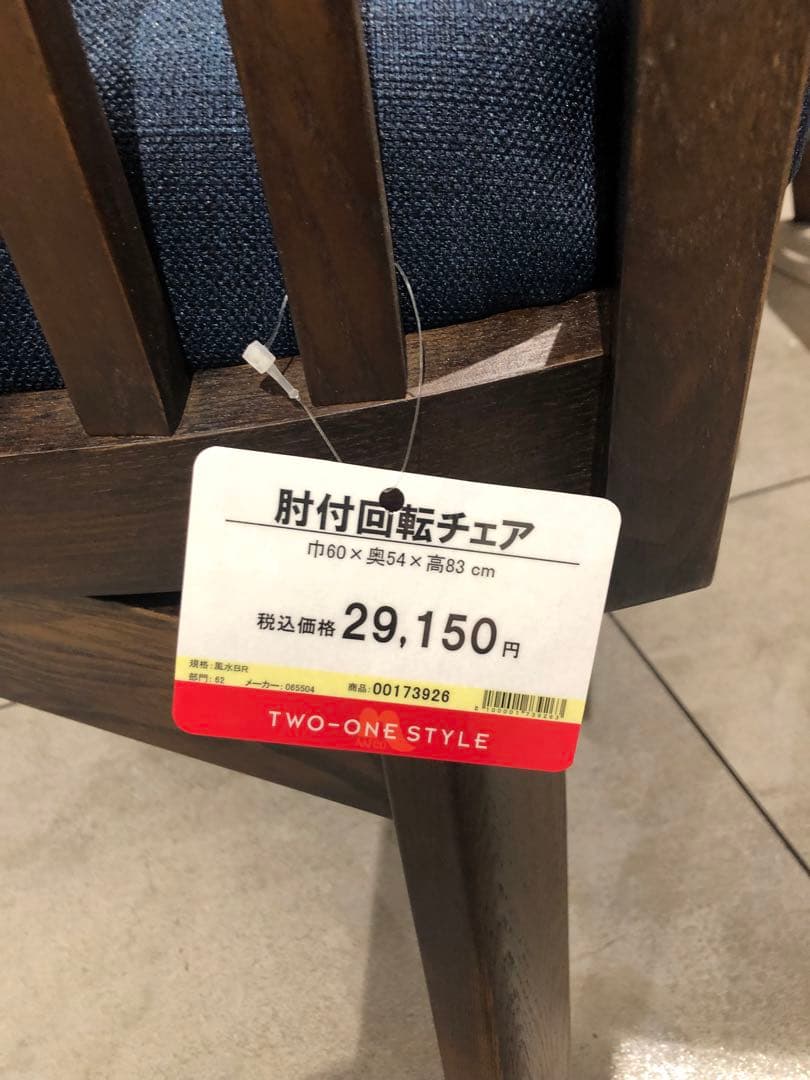 肘付回転チェア
巾60×奥54×高83 cm
税込価格 29,150円
規格:風水BR
部門:62 メーカー:065504 商品:00173926
TWO-ONE STYLE